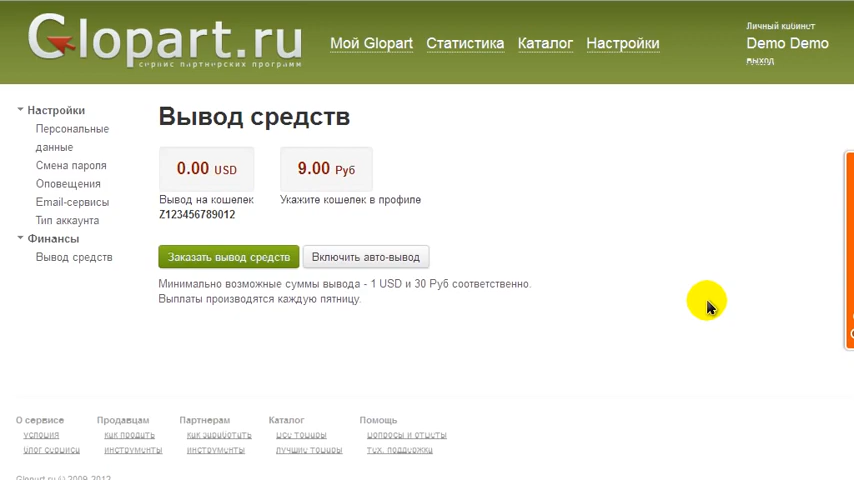 Glopart.ru
сервис партнерских программ
Мой Glopart
Статистика
Каталог
Настройки
Личный кабинет
Demo Demo
выход
Настройки
Персональные
данные
Смена пароля
Оповещения
Email-сервисы
Тип аккаунта
Финансы
Вывод средств
Вывод средств
0.00 USD
9.00 Руб
Вывод на кошелек
Z123456789012
Укажите кошелек в профиле
Заказать вывод средств
Включить авто-вывод
Минимально возможные суммы вывода - 1 USD и 30 Руб соответственно.
Выплаты производятся каждую пятницу.
О сервисе
условия
блог сервиса
Продавцам
как продать
инструменты
Партнерам
как заработать
инструменты
Каталог
все товары
лучшие товары
Помощь
вопросы и ответы
тех. поддержка
Glopart.ru © 2009-2012